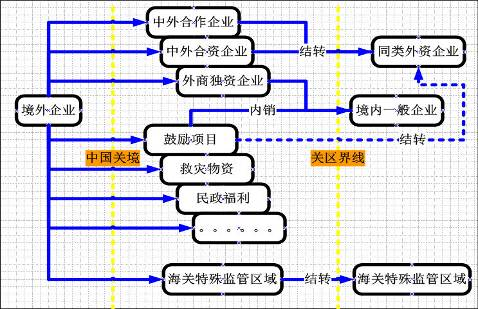 中外合作企业
中外合资企业
结转
同类外资企业
外商独资企业
境外企业
内销
境内一般企业
鼓励项目
结转
中国关境
关区界线
救灾物资
民政福利
。。。。。。
海关特殊监管区域
结转
海关特殊监管区域